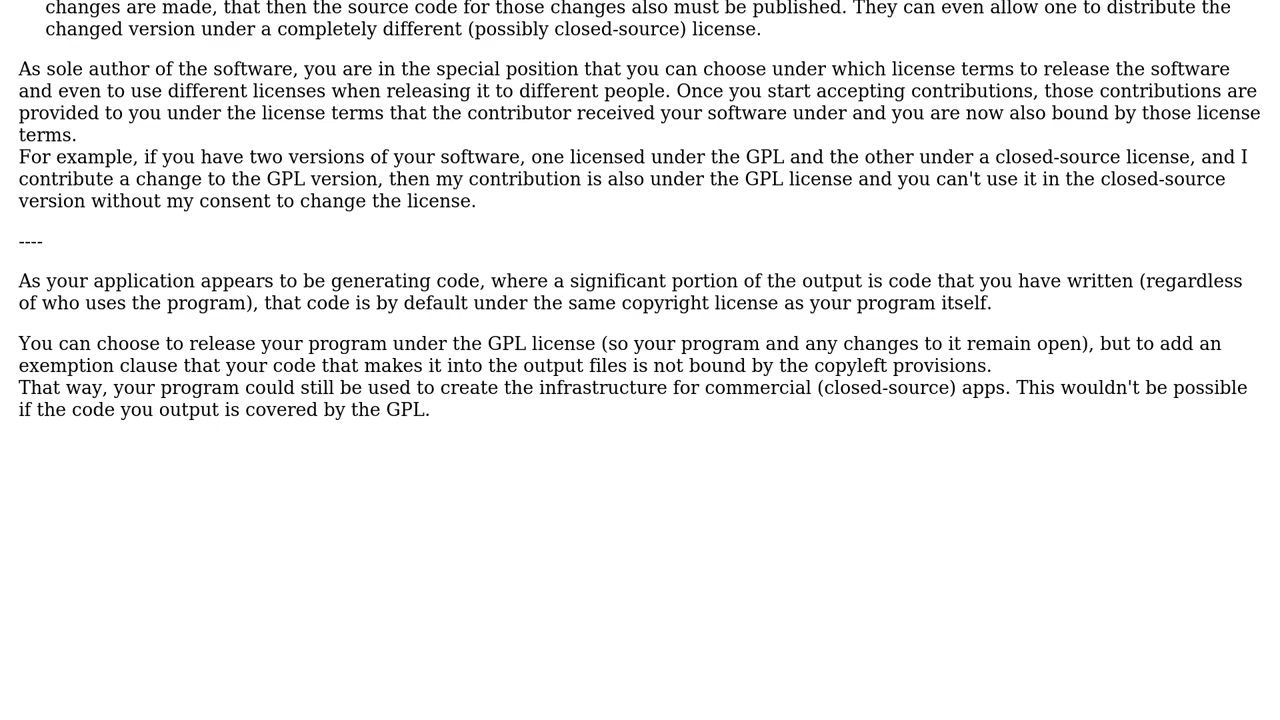 changes are made, that then the source code for those changes also must be published. They can even allow one to distribute the
changed version under a completely different (possibly closed-source) license.
As sole author of the software, you are in the special position that you can choose under which license terms to release the software
and even to use different licenses when releasing it to different people. Once you start accepting contributions, those contributions are
provided to you under the license terms that the contributor received your software under and you are now also bound by those license
terms.
For example, if you have two versions of your software, one licensed under the GPL and the other under a closed-source license, and I
contribute a change to the GPL version, then my contribution is also under the GPL license and you can't use it in the closed-source
version without my consent to change the license.
----
As your application appears to be generating code, where a significant portion of the output is code that you have written (regardless
of who uses the program), that code is by default under the same copyright license as your program itself.
You can choose to release your program under the GPL license (so your program and any changes to it remain open), but to add an
exemption clause that your code that makes it into the output files is not bound by the copyleft provisions.
That way, your program could still be used to create the infrastructure for commercial (closed-source) apps. This wouldn't be possible
if the code you output is covered by the GPL.